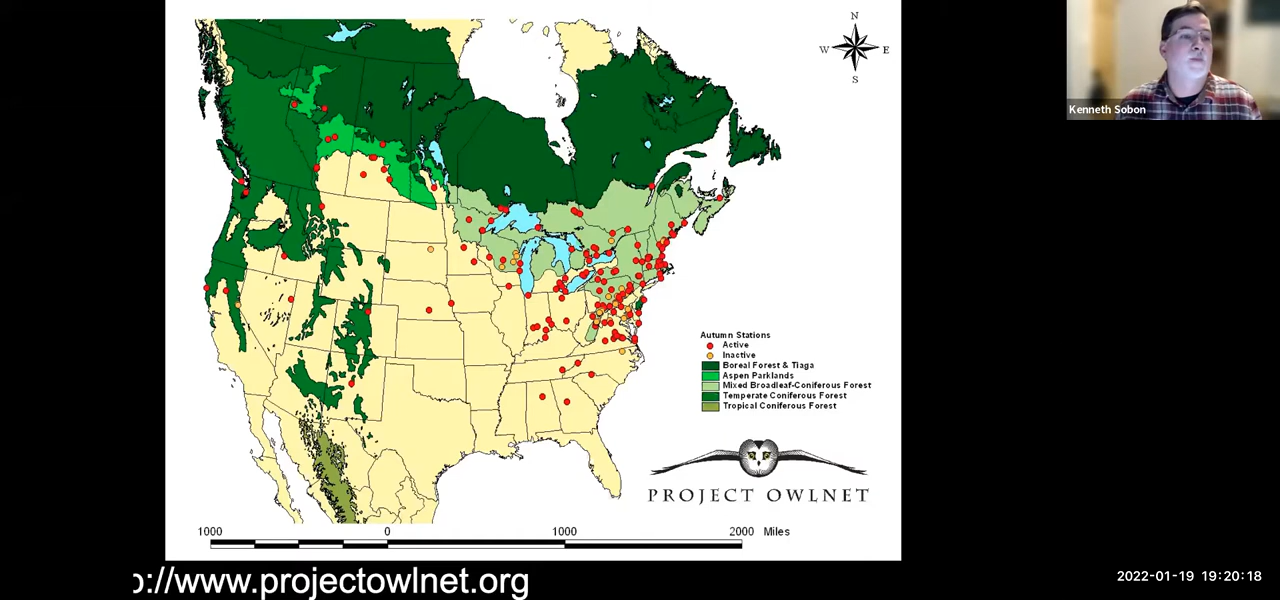 N
W E
S
Kenneth Sobon
Autumn Stations
Active
Inactive
Boreal Forest & Tiaga
Aspen Parklands
Mixed Broadleaf-Coniferous Forest
Temperate Coniferous Forest
Tropical Coniferous Forest
PROJECT OWLNET
1000 0 1000 2000 Miles
p://www.projectowlnet.org
2022-01-19 19:20:18